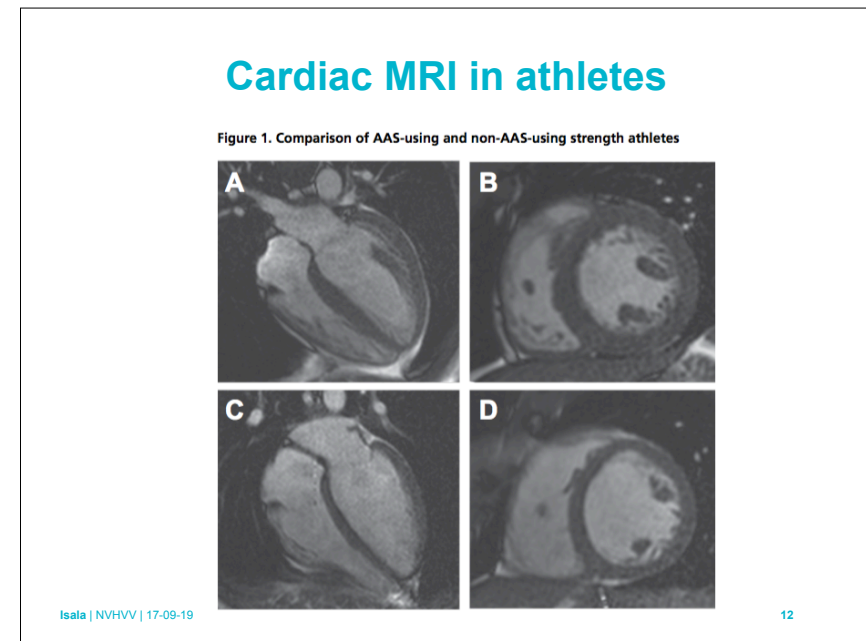 Cardiac MRI in athletes
Figure 1. Comparison of AAS-using and non-AAS-using strength athletes
A
B
C
D
Isala | NVHVV | 17-09-19
12